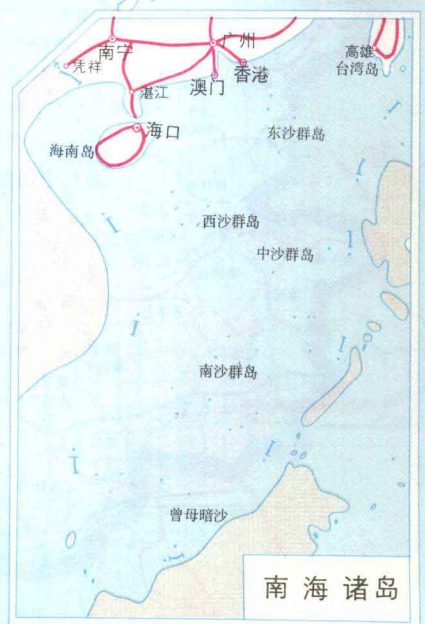 南宁
广州
凭祥
高雄
台湾岛
香港
澳门
湛江
海口
海南岛
东沙群岛
西沙群岛
中沙群岛
南沙群岛
曾母暗沙
南海诸岛